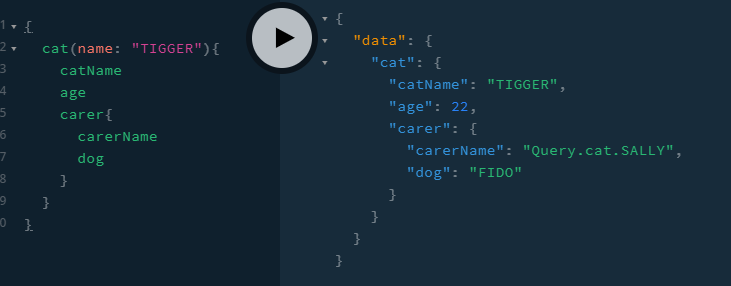 1 {
2 cat(name: "TIGGER"){
3 catName
4 age
5 carer{
6 carerName
7 dog
8 }
9 }
0 }
{
"data": {
"cat": {
"catName": "TIGGER",
"age": 22,
"carer": {
"carerName": "Query.cat.SALLY",
"dog": "FIDO"
}
}
}
}